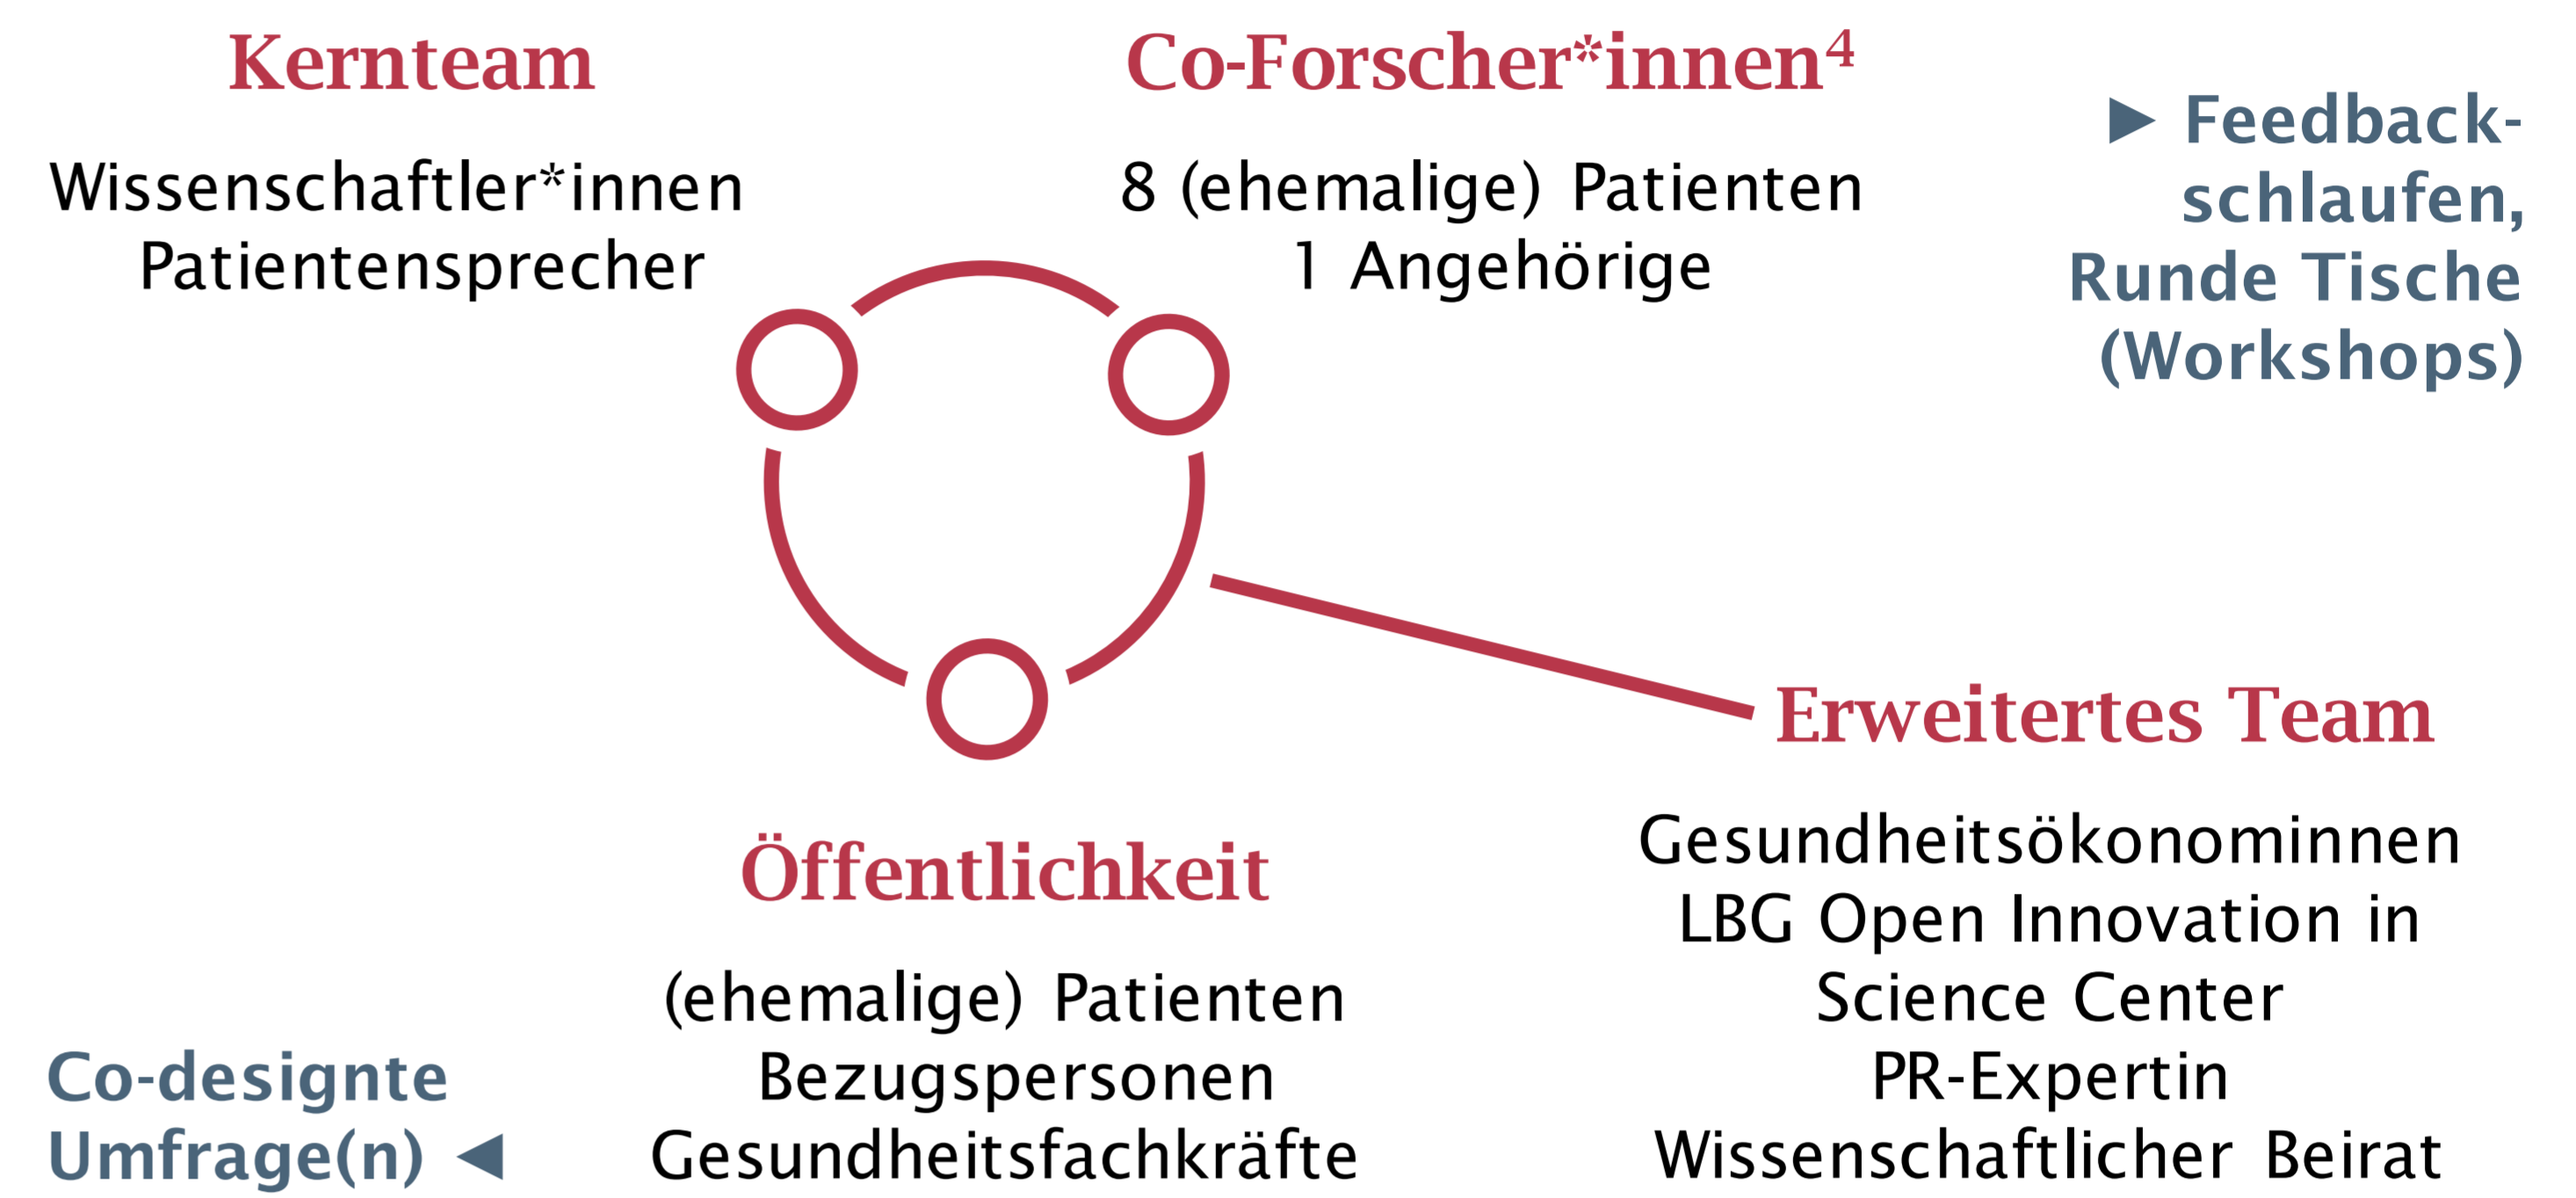 Kernteam
Wissenschaftler*innen
Patientensprecher
Co-Forscher*innen⁴
8 (ehemalige) Patienten
1 Angehörige
► Feedback-
schlaufen,
Runde Tische
(Workshops)
Erweitertes Team
Gesundheitsökonominnen
LBG Open Innovation in
Science Center
PR-Expertin
Wissenschaftlicher Beirat
Öffentlichkeit
(ehemalige) Patienten
Bezugspersonen
Gesundheitsfachkräfte
Co-designte
Umfrage(n) ◄